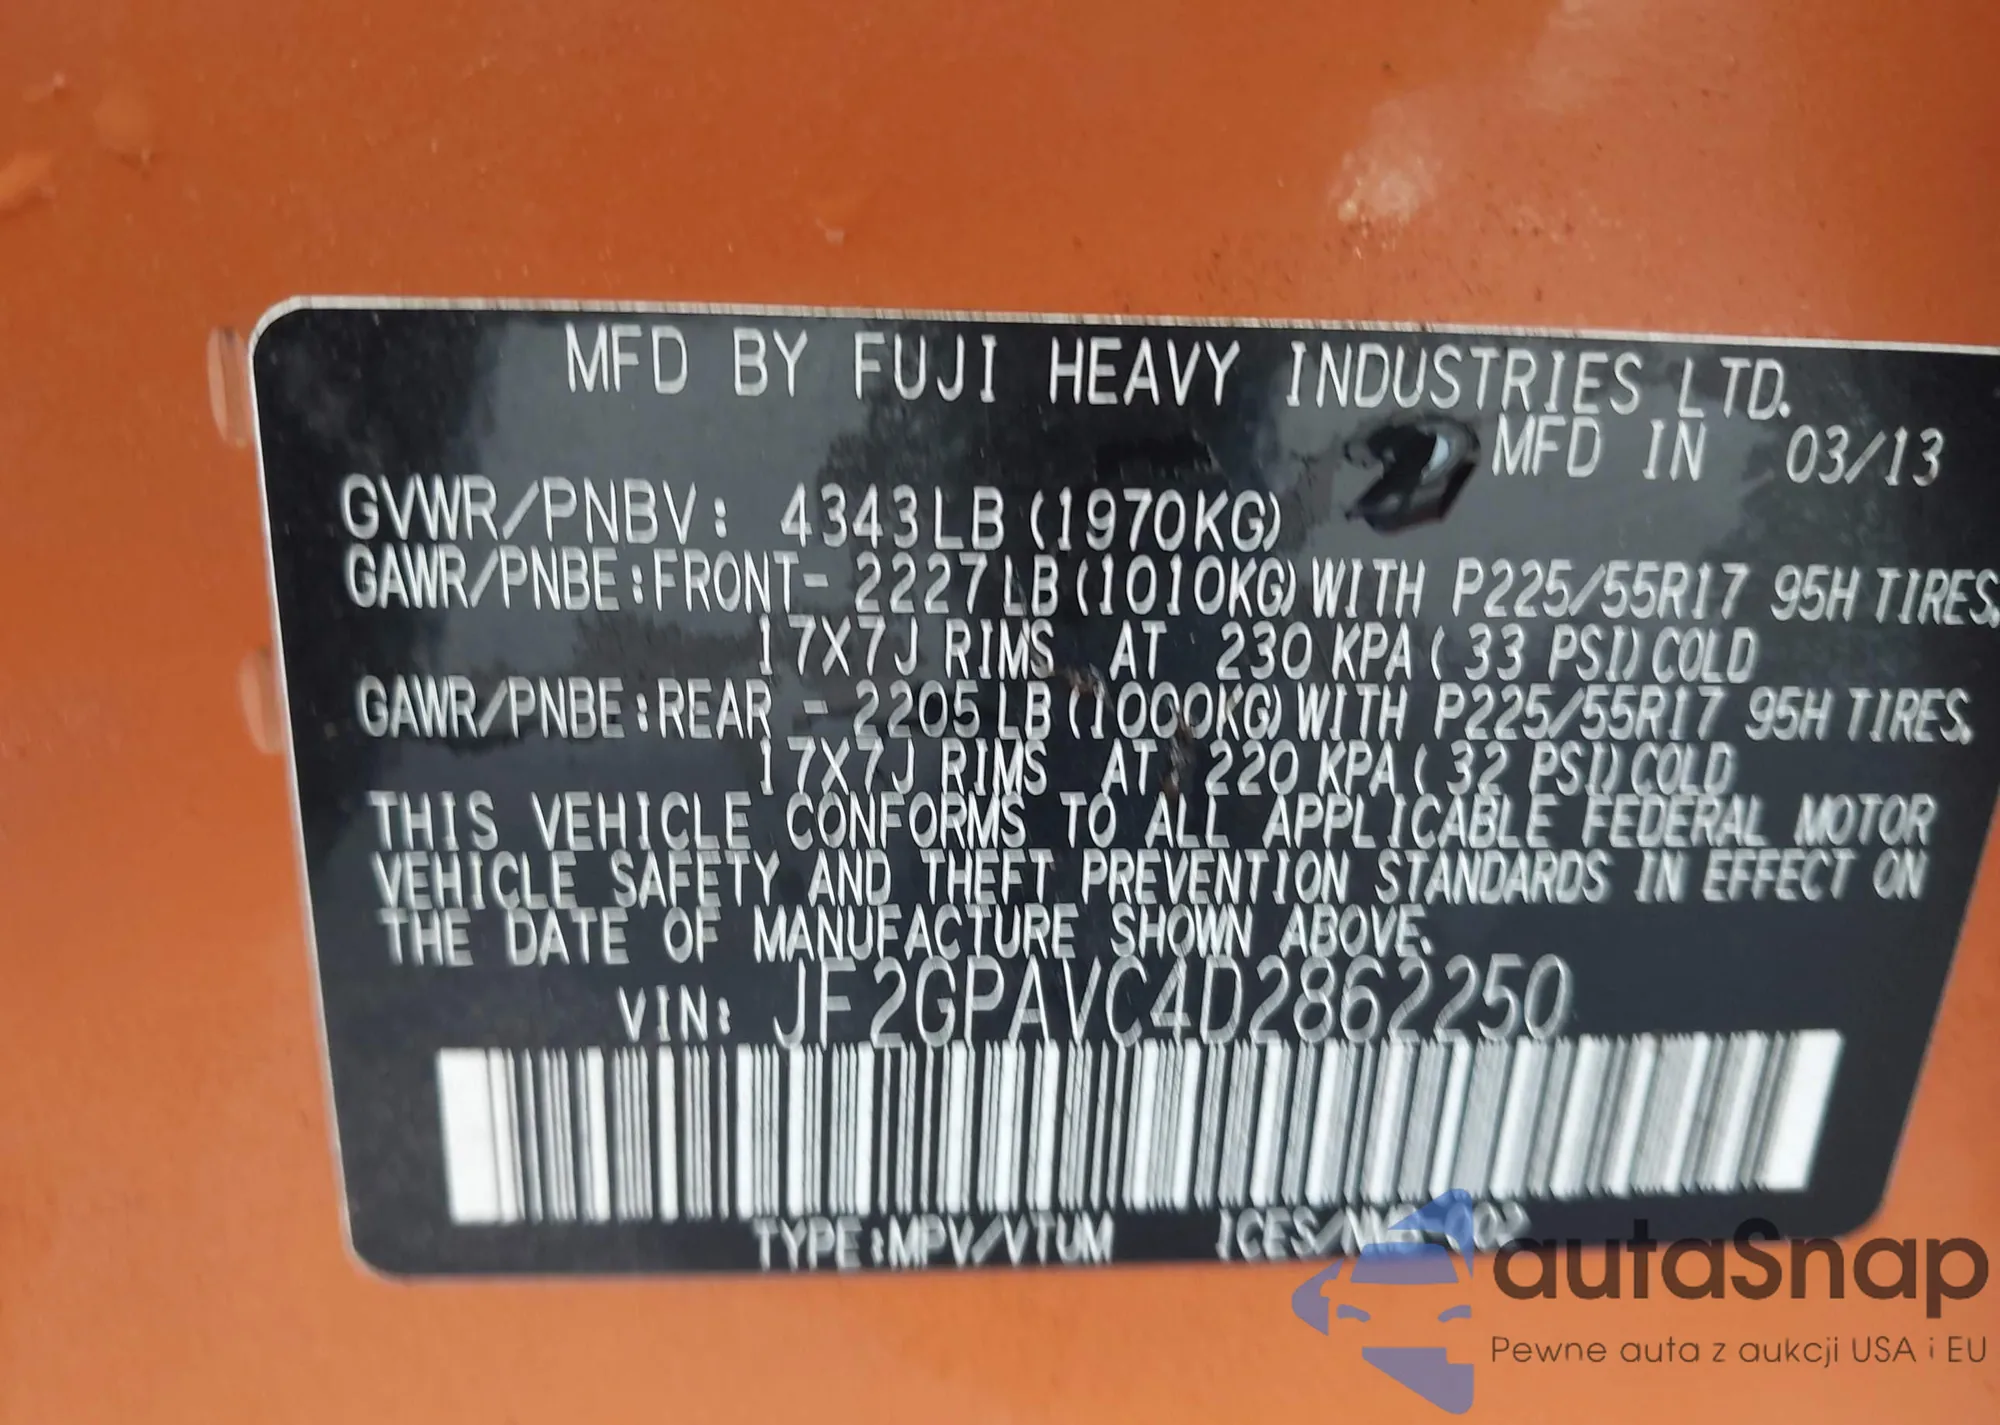 MFD BY FUJI HEAVY INDUSTRIES LTD.
MFD IN 03/13
GVWR/PNBV: 4343LB (1970KG)
GAWR/PNBE:FRONT- 2227LB(1010KG)WITH P225/55R17 95H TIRES,
17X7J RIMS AT 230 KPA ( 33 PSI)COLD
GAWR/PNBE:REAR - 2205LB(1000KG)WITH P225/55R17 95H TIRES,
17X7J RIMS AT 220 KPA ( 32 PSI)COLD
THIS VEHICLE CONFORMS TO ALL APPLICABLE FEDERAL MOTOR
VEHICLE SAFETY AND THEFT PREVENTION STANDARDS IN EFFECT ON
THE DATE OF MANUFACTURE SHOWN ABOVE.
VIN: JF2GPAVC4D2862250
TYPE:MPV/VTUM
autaSnap
Pewne auta z aukcji USA i EU